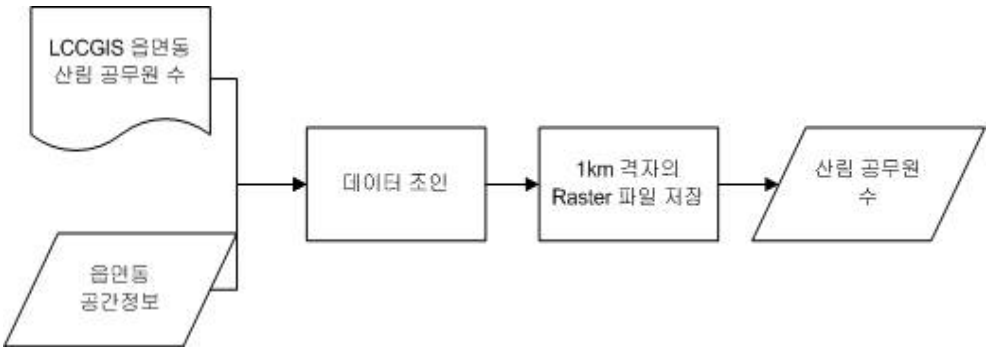 LCCGIS 읍면동
산림 공무원 수
읍면동
공간정보
데이터 조인
1km 격자의
Raster 파일 저장
산림 공무원
수